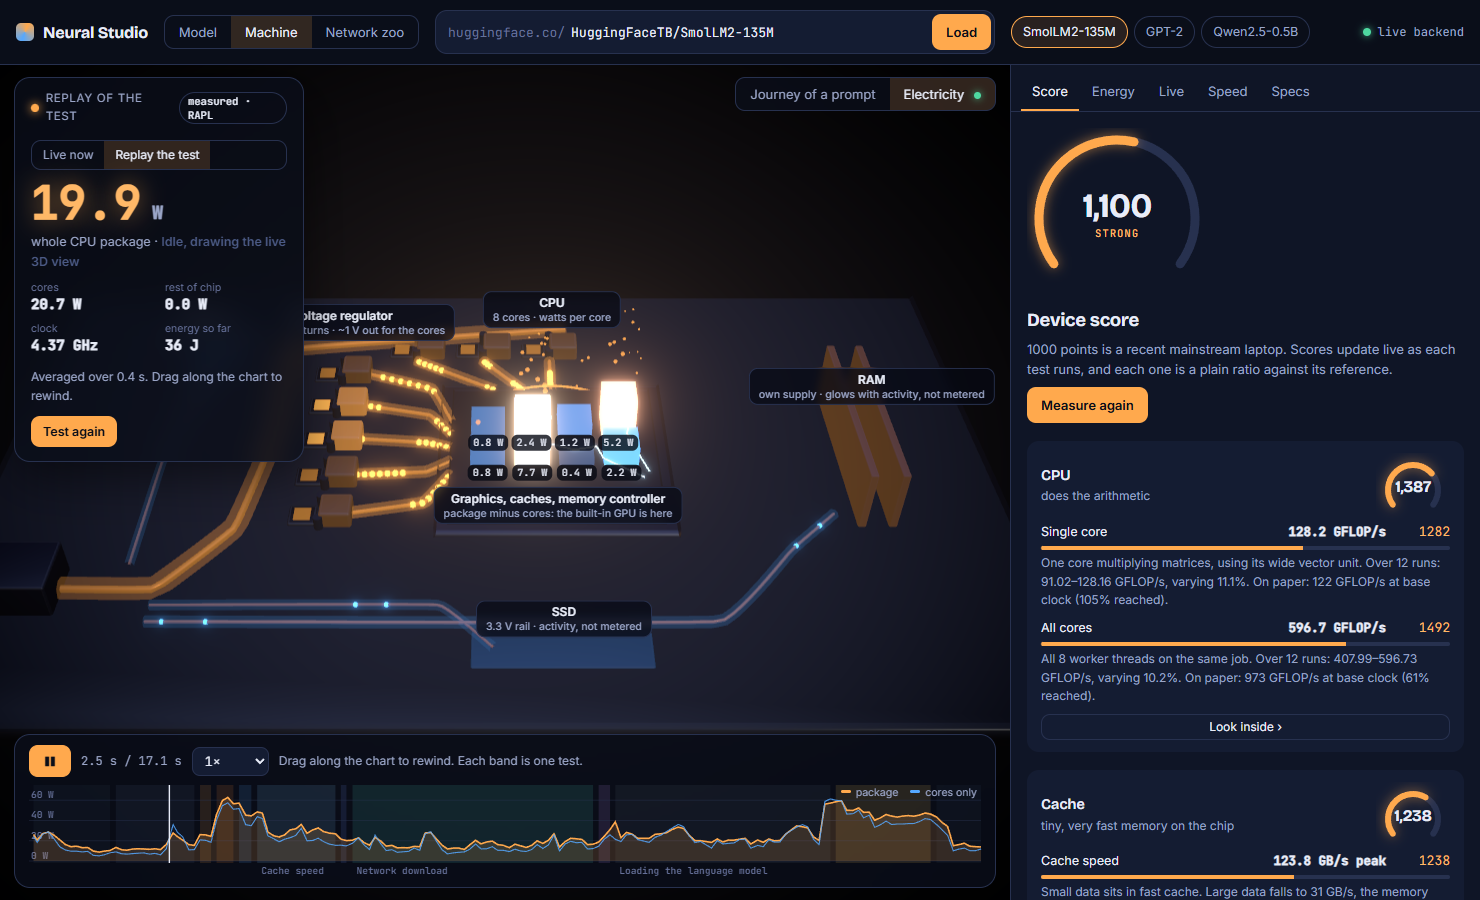 Neural Studio
Model
Machine
Network zoo
huggingface.co/ HuggingFaceTB/SmolLM2-135M
Load
SmolLM2-135M
GPT-2
Qwen2.5-0.5B
live backend
REPLAY OF THE
TEST
measured ·
RAPL
Live now
Replay the test
19.9 W
whole CPU package · Idle, drawing the live
3D view
cores
rest of chip
20.7 W
0.0 W
clock
energy so far
4.37 GHz
36 J
Averaged over 0.4 s. Drag along the chart to
rewind.
Test again
Journey of a prompt
Electricity
oltage regulator
turns · ~1 V out for the cores
CPU
8 cores · watts per core
RAM
own supply · glows with activity, not metered
0.8 W
2.4 W
1.2 W
5.2 W
0.8 W
7.7 W
0.4 W
2.2 W
Graphics, caches, memory controller
package minus cores: the built-in GPU is here
SSD
3.3 V rail · activity, not metered
2.5 s / 17.1 s
1×
Drag along the chart to rewind. Each band is one test.
60 W
40 W
20 W
0 W
package
cores only
Cache speed
Network download
Loading the language model
Score
Energy
Live
Speed
Specs
1,100
STRONG
Device score
1000 points is a recent mainstream laptop. Scores update live as each
test runs, and each one is a plain ratio against its reference.
Measure again
CPU
does the arithmetic
1,387
Single core
128.2 GFLOP/s
1282
One core multiplying matrices, using its wide vector unit. Over 12 runs:
91.02–128.16 GFLOP/s, varying 11.1%. On paper: 122 GFLOP/s at base
clock (105% reached).
All cores
596.7 GFLOP/s
1492
All 8 worker threads on the same job. Over 12 runs: 407.99–596.73
GFLOP/s, varying 10.2%. On paper: 973 GFLOP/s at base clock (61%
reached).
Look inside ›
Cache
tiny, very fast memory on the chip
1,238
Cache speed
123.8 GB/s peak
1238
Small data sits in fast cache. Large data falls to 31 GB/s, the memory